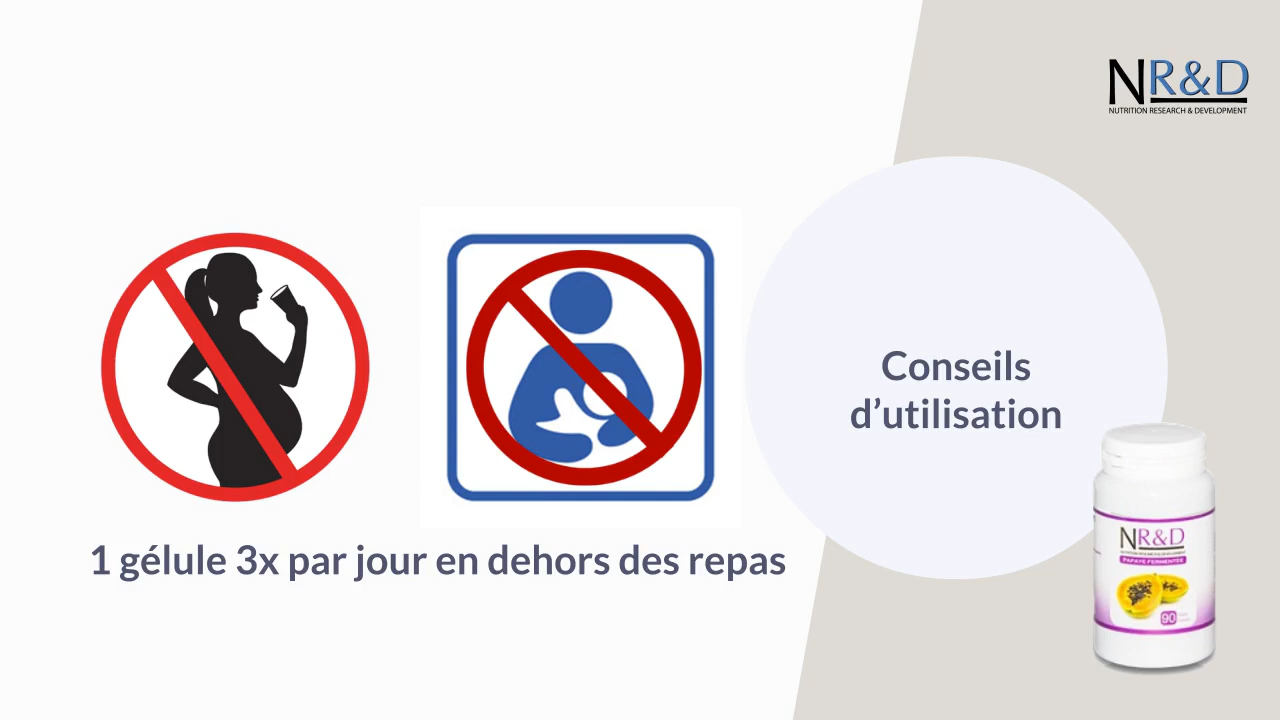 NR&D
NUTRITION RESEARCH & DEVELOPMENT
Conseils
d’utilisation
1 gélule 3x par jour en dehors des repas
NR&D
PAPAYE FERMENTÉE
90